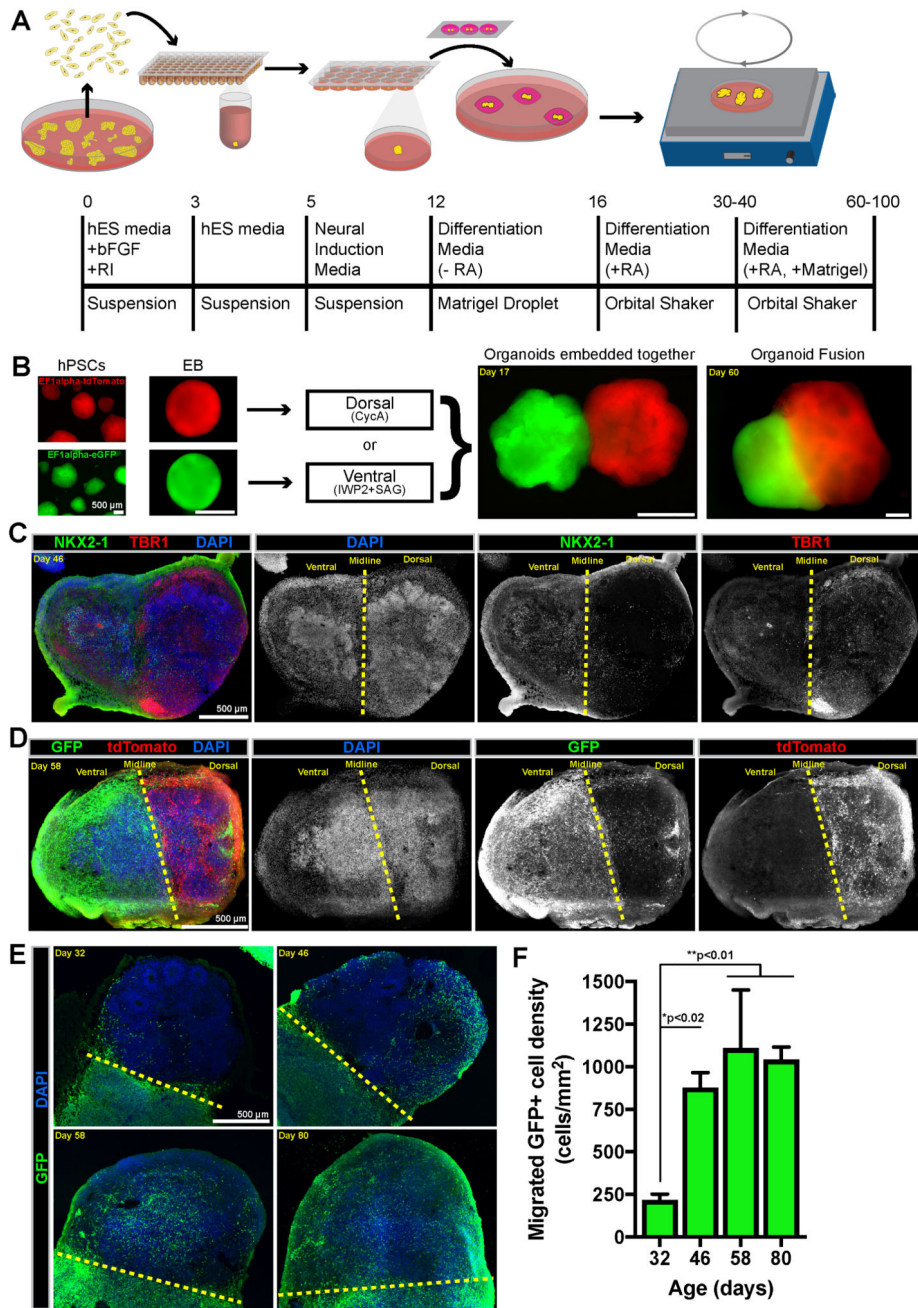 A
0 3 5 12 16 30-40 60-100
hES media
+bFGF
+RI
hES media
Neural
Induction
Media
Differentiation
Media
(- RA)
Differentiation
Media
(+RA)
Differentiation
Media
(+RA, +Matrigel)
Suspension Suspension Suspension Matrigel Droplet Orbital Shaker Orbital Shaker
B
hPSCs
EF1alpha-tdTomato
EF1alpha-eGFP
500 µm
EB
Dorsal
(CycA)
or
Ventral
(IWP2+SAG)
Organoids embedded together
Day 17
Organoid Fusion
Day 60
C
NKX2-1 TBR1 DAPI
Day 46
500 µm
DAPI
Ventral Midline Dorsal
NKX2-1
Ventral Midline Dorsal
TBR1
Ventral Midline Dorsal
D
GFP tdTomato DAPI
Day 58
Ventral Midline Dorsal
500 µm
DAPI
Ventral Midline Dorsal
GFP
Ventral Midline Dorsal
tdTomato
Ventral Midline Dorsal
E
GFP DAPI
Day 32
500 µm
Day 46
Day 58
Day 80
F
**p<0.01
*p<0.02
Migrated GFP+ cell density
(cells/mm²)
1500
1250
1000
750
500
250
0
32 46 58 80
Age (days)